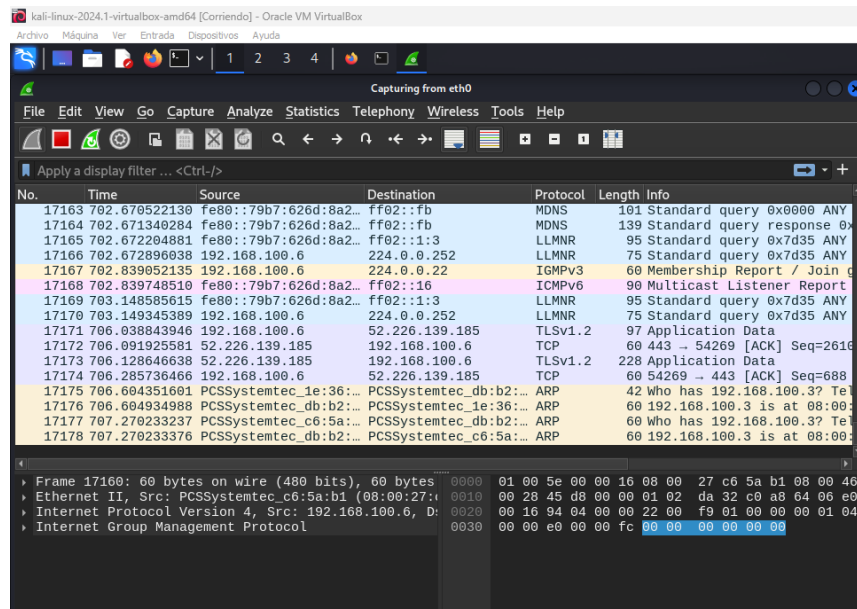 kali-linux-2024.1-virtualbox-amd64 [Corriendo] - Oracle VM VirtualBox
Archivo Máquina Ver Entrada Dispositivos Ayuda
1 2 3 4
Capturing from eth0
File Edit View Go Capture Analyze Statistics Telephony Wireless Tools Help
Apply a display filter … <Ctrl-/>
No. Time Source Destination Protocol Length Info
17163 702.670522130 fe80::79b7:626d:8a2… ff02::fb MDNS 101 Standard query 0x0000 ANY
17164 702.671340284 fe80::79b7:626d:8a2… ff02::fb MDNS 139 Standard query response 0x
17165 702.672204881 fe80::79b7:626d:8a2… ff02::1:3 LLMNR 95 Standard query 0x7d35 ANY
17166 702.672896038 192.168.100.6 224.0.0.252 LLMNR 75 Standard query 0x7d35 ANY
17167 702.839052135 192.168.100.6 224.0.0.22 IGMPv3 60 Membership Report / Join g
17168 702.839748510 fe80::79b7:626d:8a2… ff02::16 ICMPv6 90 Multicast Listener Report
17169 703.148585615 fe80::79b7:626d:8a2… ff02::1:3 LLMNR 95 Standard query 0x7d35 ANY
17170 703.149345389 192.168.100.6 224.0.0.252 LLMNR 75 Standard query 0x7d35 ANY
17171 706.038843946 192.168.100.6 52.226.139.185 TLSv1.2 97 Application Data
17172 706.091925581 52.226.139.185 192.168.100.6 TCP 60 443 → 54269 [ACK] Seq=2610
17173 706.128646638 52.226.139.185 192.168.100.6 TLSv1.2 228 Application Data
17174 706.285736466 192.168.100.6 52.226.139.185 TCP 60 54269 → 443 [ACK] Seq=688
17175 706.604351601 PCSSystemtec_1e:36:… PCSSystemtec_db:b2:… ARP 42 Who has 192.168.100.3? Tel
17176 706.604934988 PCSSystemtec_db:b2:… PCSSystemtec_1e:36:… ARP 60 192.168.100.3 is at 08:00:
17177 707.270233237 PCSSystemtec_c6:5a:… PCSSystemtec_db:b2:… ARP 60 Who has 192.168.100.3? Tel
17178 707.270233376 PCSSystemtec_db:b2:… PCSSystemtec_c6:5a:… ARP 60 192.168.100.3 is at 08:00:
Frame 17160: 60 bytes on wire (480 bits), 60 bytes 0000 01 00 5e 00 00 16 08 00 27 c6 5a b1 08 00 46
Ethernet II, Src: PCSSystemtec_c6:5a:b1 (08:00:27: 0010 00 28 45 d8 00 00 01 02 da 32 c0 a8 64 06 e0
Internet Protocol Version 4, Src: 192.168.100.6, D 0020 00 16 94 04 00 00 22 00 f9 01 00 00 00 01 04
Internet Group Management Protocol 0030 00 00 e0 00 00 fc 00 00 00 00 00 00